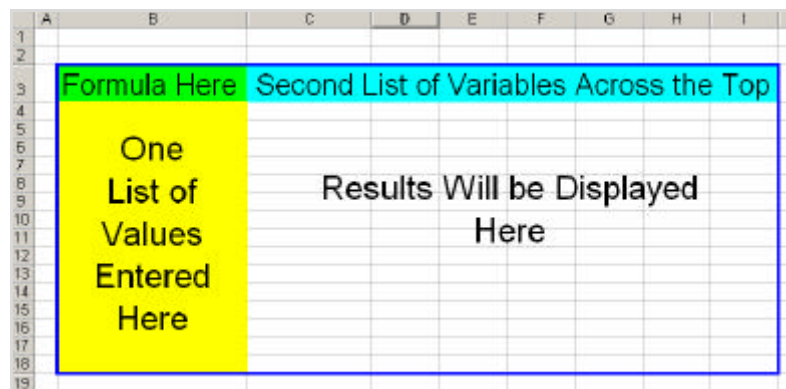 A B C D E F G H I
1
2
3 Formula Here Second List of Variables Across the Top
4
5
6 One
7
8 List of Results Will be Displayed
9
10
11 Values Here
12
13 Entered
14
15 Here
16
17
18
19